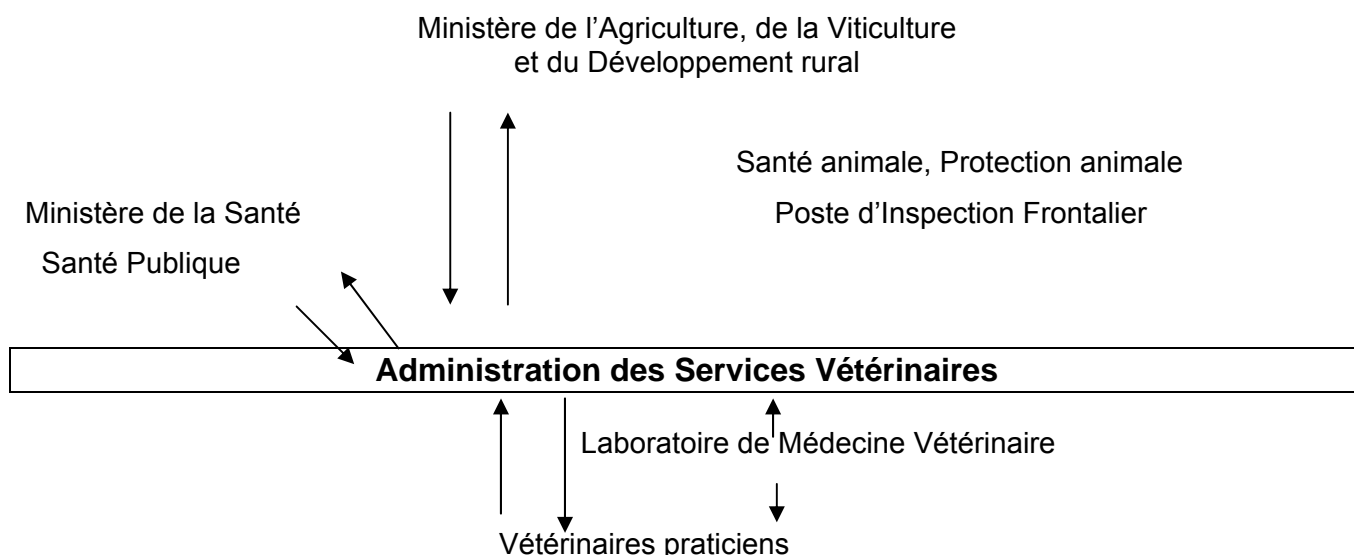 Ministère de l’Agriculture, de la Viticulture
et du Développement rural
Santé animale, Protection animale
Ministère de la Santé
Poste d’Inspection Frontalier
Santé Publique
Administration des Services Vétérinaires
Laboratoire de Médecine Vétérinaire
Vétérinaires praticiens